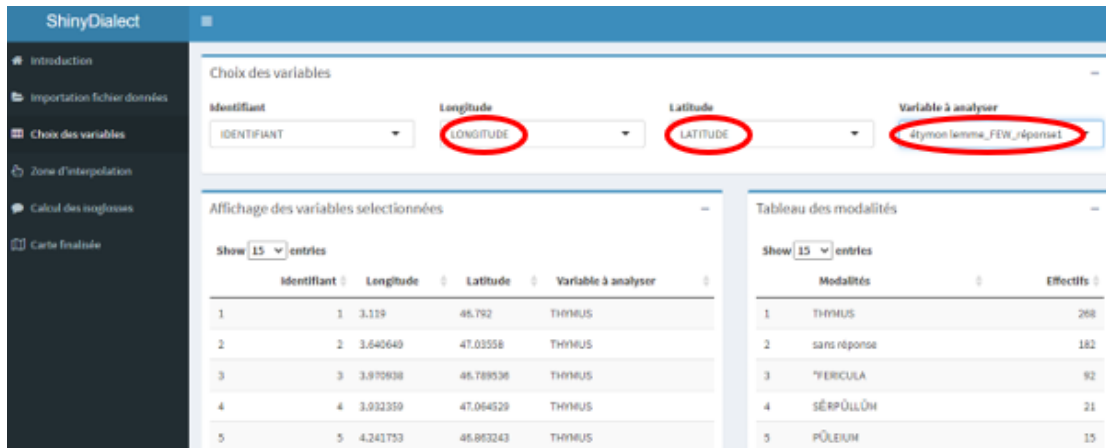 ShinyDialect
Introduction
Importation fichier données
Choix des variables
Zone d'interpolation
Calcul des isoglosses
Carte finalisée
Choix des variables
Identifiant Longitude Latitude Variable à analyser
IDENTIFIANT LONGITUDE LATITUDE étymon lemme_FEW_réponse1
Affichage des variables selectionnées
Show 15 entries
Identifiant Longitude Latitude Variable à analyser
1 1 3.119 46.792 THYMUS
2 2 3.640649 47.03558 THYMUS
3 3 3.970938 46.789536 THYMUS
4 4 3.932359 47.064529 THYMUS
5 5 4.241753 46.863243 THYMUS
Tableau des modalités
Show 15 entries
Modalités Effectifs
1 THYMUS 268
2 sans réponse 182
3 *FERICULA 92
4 SĔRPŬLLŬM 21
5 PŪLEIUM 15